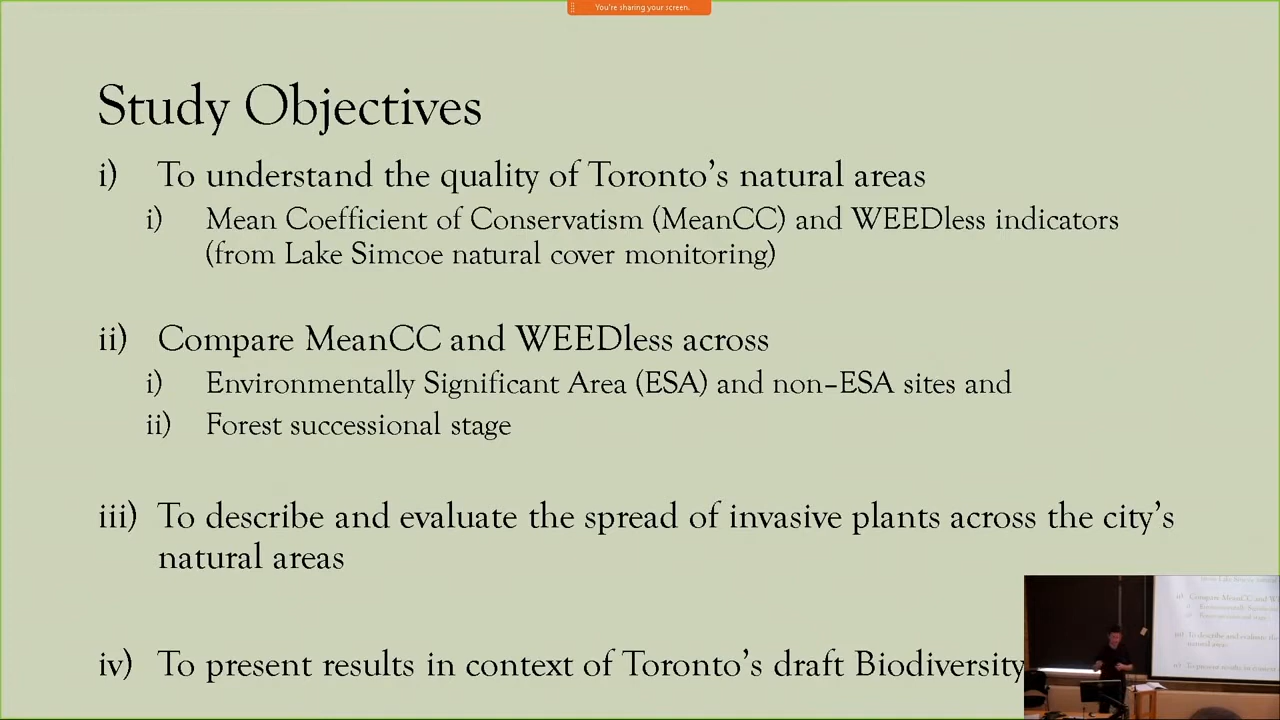 You're sharing your screen.
Study Objectives
i) To understand the quality of Toronto's natural areas
i) Mean Coefficient of Conservatism (MeanCC) and WEEDless indicators
(from Lake Simcoe natural cover monitoring)
ii) Compare MeanCC and WEEDless across
i) Environmentally Significant Area (ESA) and non-ESA sites and
ii) Forest successional stage
iii) To describe and evaluate the spread of invasive plants across the city's
natural areas
iv) To present results in context of Toronto's draft Biodiversity